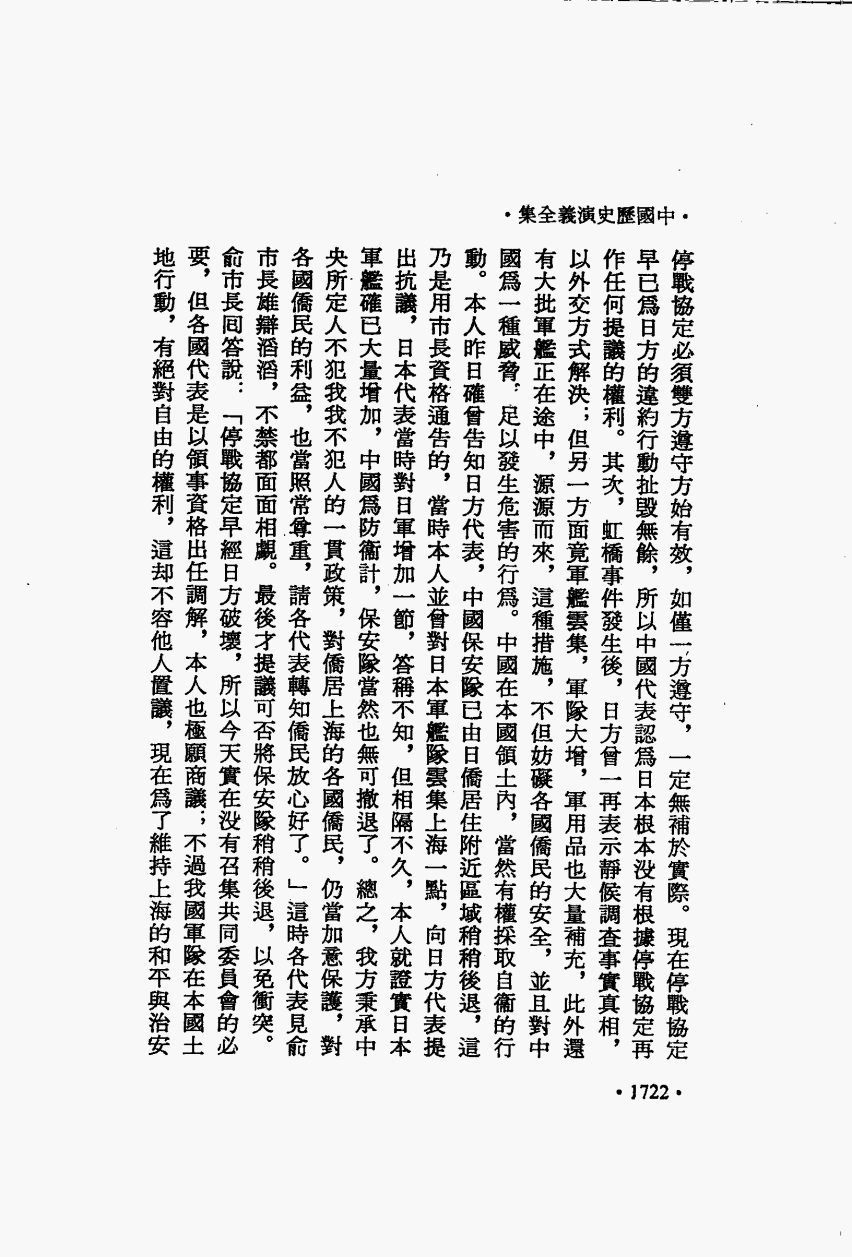 ·中國歷史演義全集·
停戰協定必須雙方遵守方始有效，如僅一方遵守，一定無補於實際。現在停戰協定
早已爲日方的違約行動扯毀無餘，所以中國代表認爲日本根本没有根據停戰協定再
作任何提議的權利。其次，虹橋事件發生後，日方曾一再表示靜候調查事實真相，
以外交方式解決；但另一方面竟軍艦雲集，軍隊大增，軍用品也大量補充，此外還
有大批軍艦正在途中，源源而來，這種措施，不但妨礙各國僑民的安全，並且對中
國爲一種威脅，足以發生危害的行爲。中國在本國領土內，當然有權採取自衞的行
動。本人昨日確曾告知日方代表，中國保安隊已由日僑居住附近區域稍稍後退，這
乃是用市長資格通告的，當時本人並曾對日本軍艦隊雲集上海一點，向日方代表提
出抗議，日本代表當時對日軍增加一節，答稱不知，但相隔不久，本人就證實日本
軍艦確已大量增加，中國爲防衞計，保安隊當然也無可撤退了。總之，我方秉承中
央所定人不犯我我不犯人的一貫政策，對僑居上海的各國僑民，仍當加意保護，對
各國僑民的利益，也當照常尊重，請各代表轉知僑民放心好了。」這時各代表見俞
市長雄辯滔滔，不禁都面面相覷。最後才提議可否將保安隊稍稍後退，以免衝突。
俞市長囘答說：「停戰協定早經日方破壞，所以今天實在没有召集共同委員會的必
要，但各國代表是以領事資格出任調解，本人也極願商議；不過我國軍隊在本國土
地行動，有絕對自由的權利，這却不容他人置議，現在爲了維持上海的和平與治安
·1722·